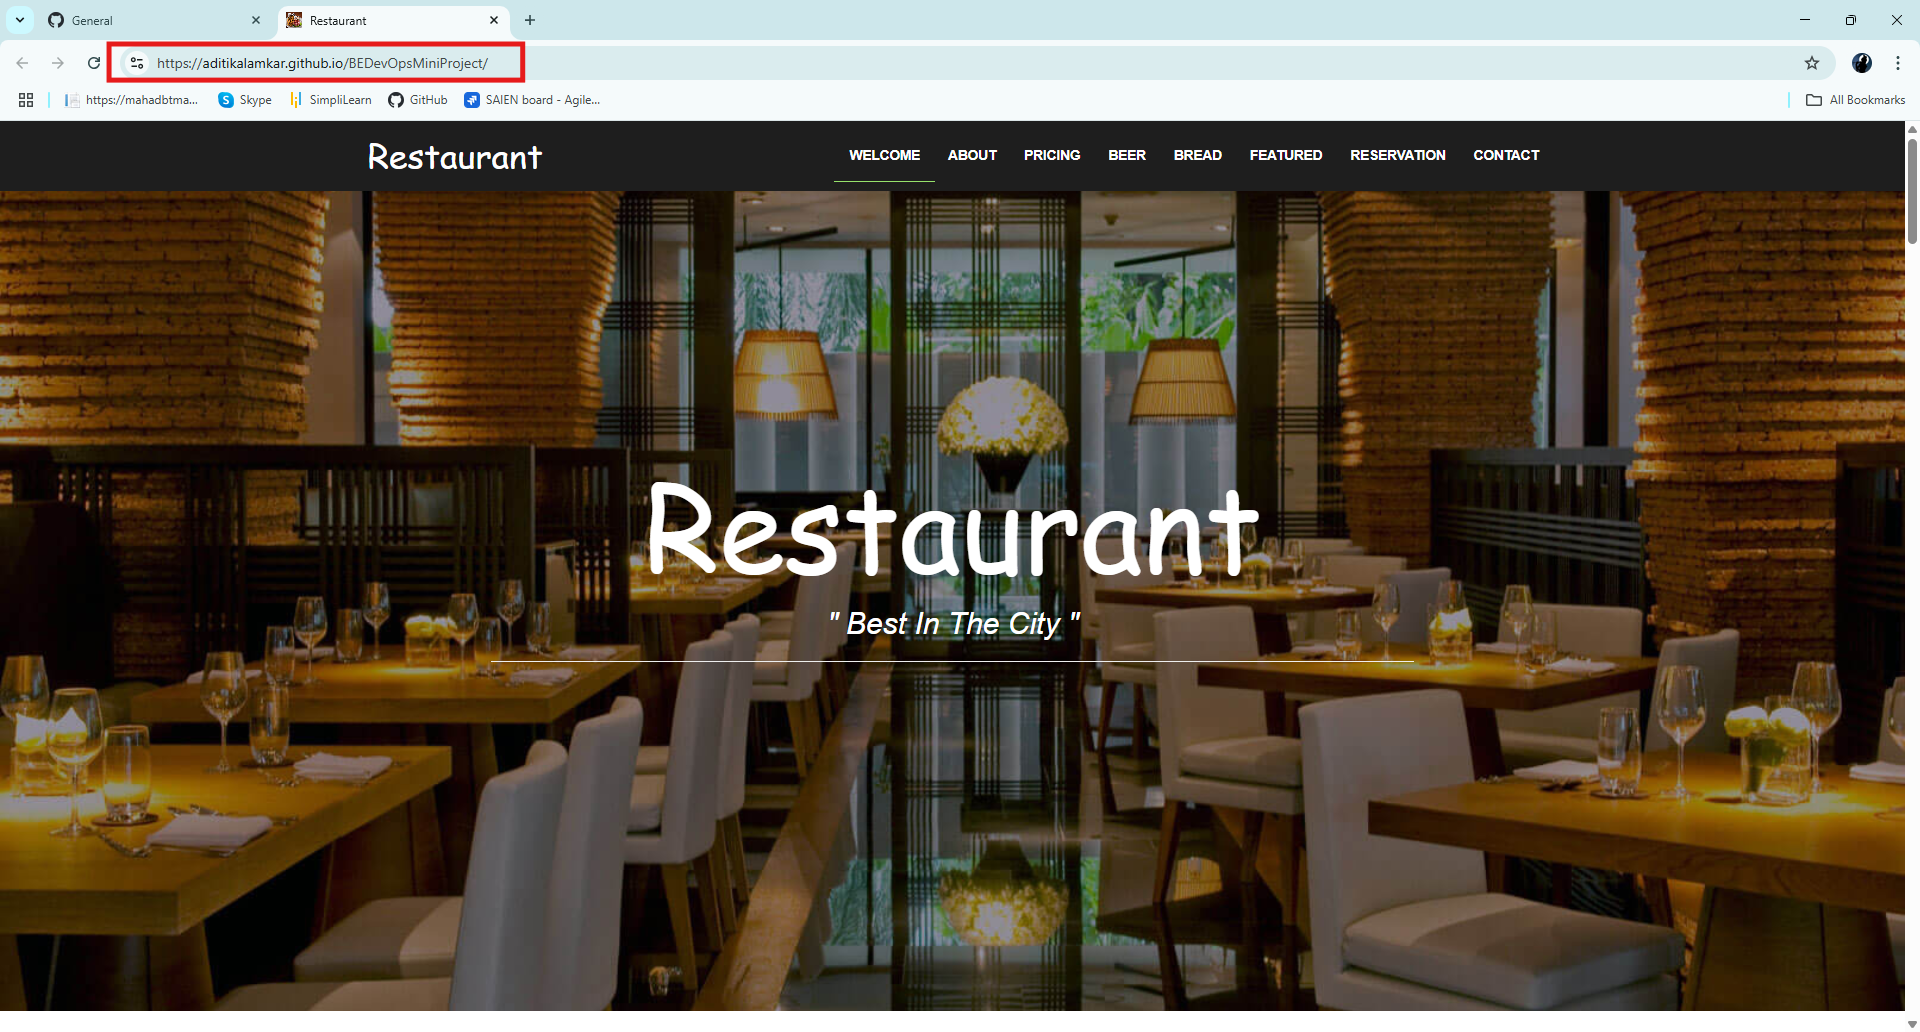 General
Restaurant
https://aditikalamkar.github.io/BEDevOpsMiniProject/
https://mahadbtma...
Skype
SimpliLearn
GitHub
SAIEN board - Agile...
All Bookmarks
Restaurant
WELCOME
ABOUT
PRICING
BEER
BREAD
FEATURED
RESERVATION
CONTACT
Restaurant
" Best In The City "